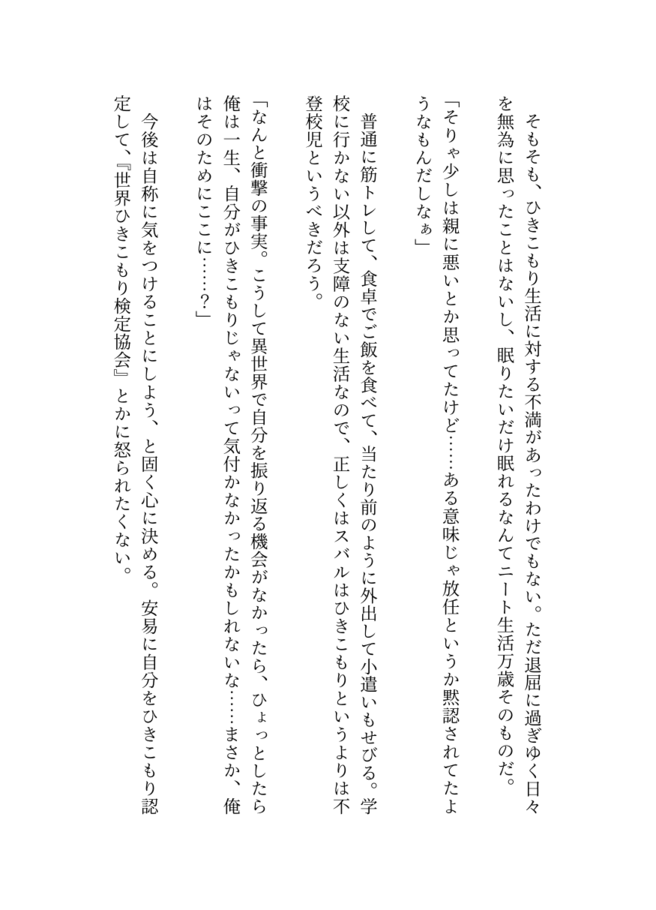 そもそも、ひきこもり生活に対する不満があったわけでもない。ただ退屈に過ぎゆく日々
を無為に思ったことはないし、眠りたいだけ眠れるなんてニート生活万歳そのものだ。
「そりゃ少しは親に悪いとか思ってたけど……ある意味じゃ放任というか黙認されてたよ
うなもんだしなぁ」
普通に筋トレして、食卓でご飯を食べて、当たり前のように外出して小遣いもせびる。学
校に行かない以外は支障のない生活なので、正しくはスバルはひきこもりというよりは不
登校児というべきだろう。
「なんと衝撃の事実。こうして異世界で自分を振り返る機会がなかったら、ひょっとしたら
俺は一生、自分がひきこもりじゃないって気付かなかったかもしれないな……まさか、俺
はそのためにここに……？」
今後は自称に気をつけることにしよう、と固く心に決める。安易に自分をひきこもり認
定して、『世界ひきこもり検定協会』とかに怒られたくない。